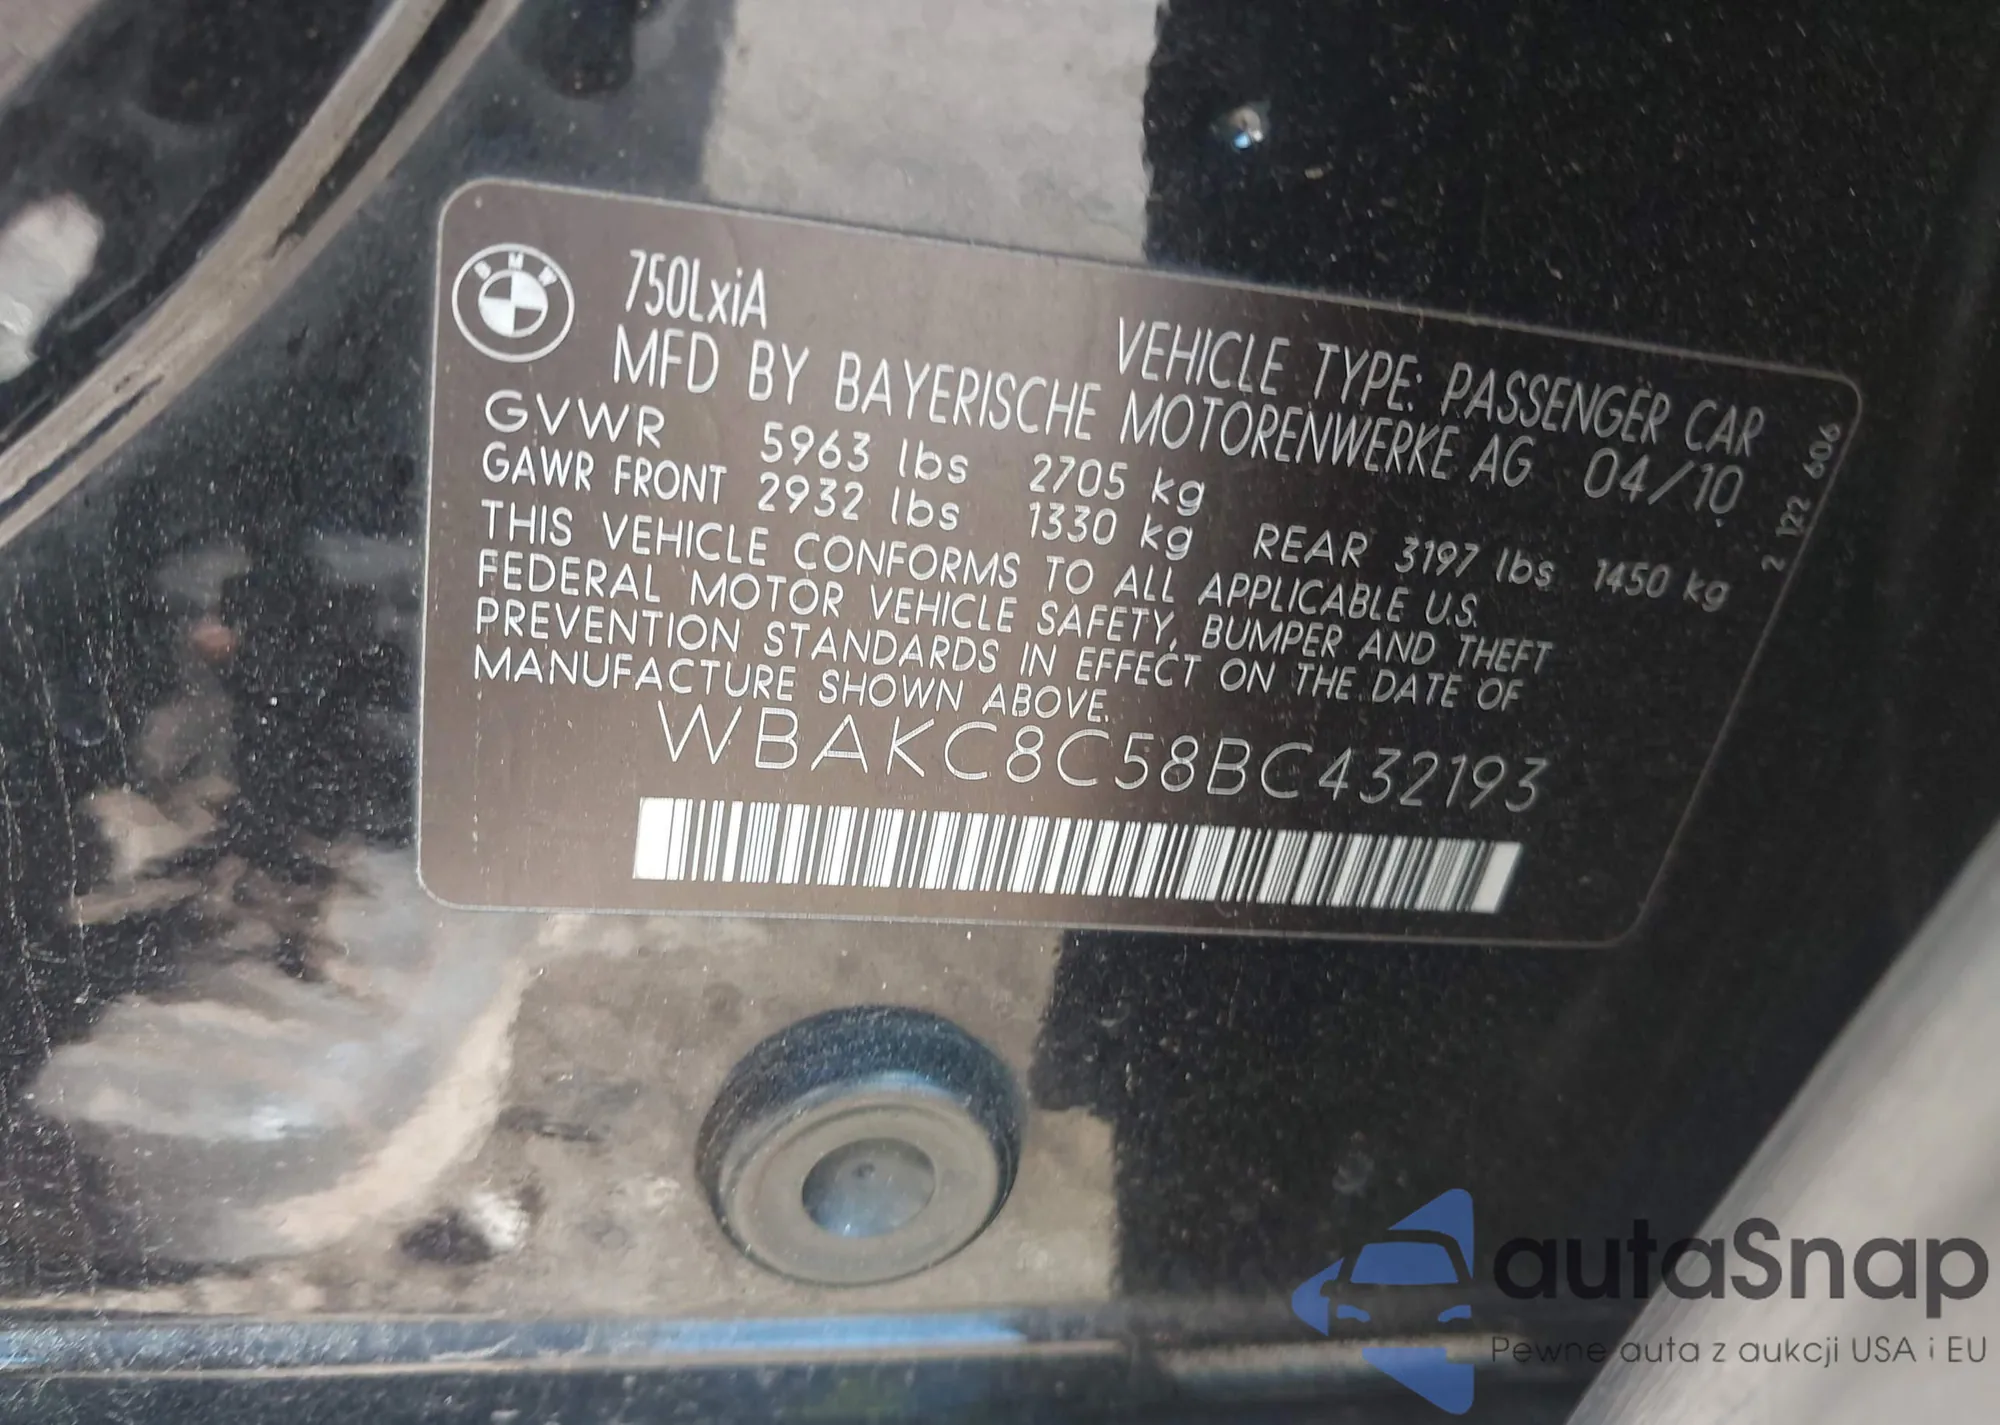 BMW
750LxiA
VEHICLE TYPE: PASSENGER CAR
MFD BY BAYERISCHE MOTORENWERKE AG 04/10
GVWR 5963 lbs 2705 kg
GAWR FRONT 2932 lbs 1330 kg REAR 3197 lbs 1450 kg
THIS VEHICLE CONFORMS TO ALL APPLICABLE U.S.
FEDERAL MOTOR VEHICLE SAFETY, BUMPER AND THEFT
PREVENTION STANDARDS IN EFFECT ON THE DATE OF
MANUFACTURE SHOWN ABOVE.
WBAKC8C58BC432193
2 122 606
autaSnap
Pewne auta z aukcji USA i EU